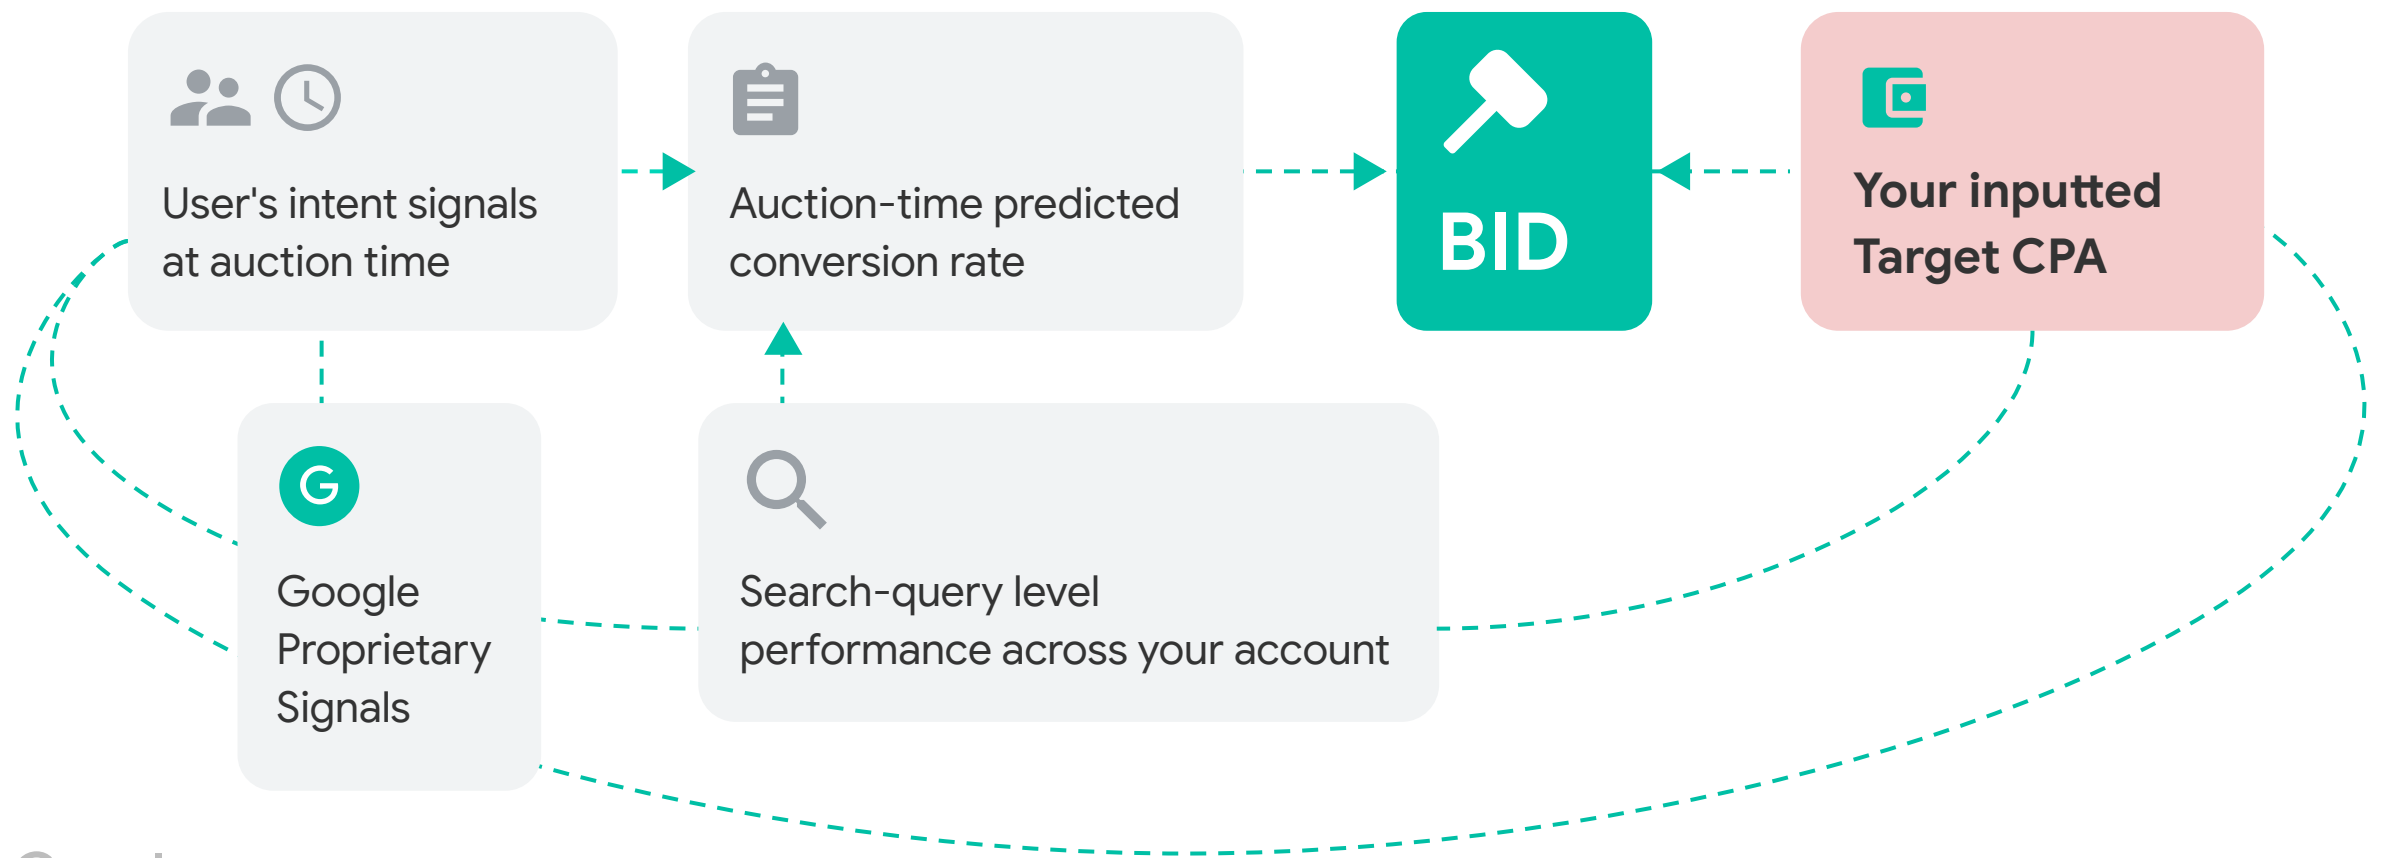 User's intent signals
at auction time
Auction-time predicted
conversion rate
BID
Your inputted
Target CPA
G
Google
Proprietary
Signals
Search-query level
performance across your account